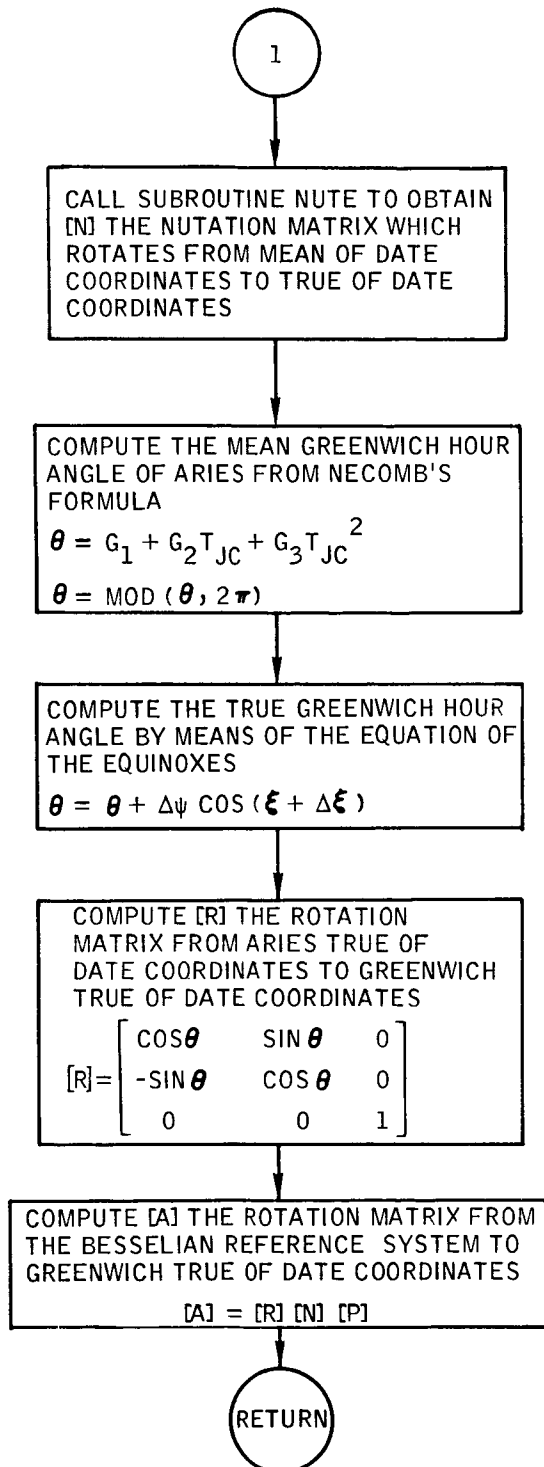 1
CALL SUBROUTINE NUTE TO OBTAIN
[N] THE NUTATION MATRIX WHICH
ROTATES FROM MEAN OF DATE
COORDINATES TO TRUE OF DATE
COORDINATES
COMPUTE THE MEAN GREENWICH HOUR
ANGLE OF ARIES FROM NECOMB'S
FORMULA
θ = G₁ + G₂T_JC + G₃T_JC²
θ = MOD (θ, 2π)
COMPUTE THE TRUE GREENWICH HOUR
ANGLE BY MEANS OF THE EQUATION OF
THE EQUINOXES
θ = θ + Δψ COS (ξ + Δξ)
COMPUTE [R] THE ROTATION
MATRIX FROM ARIES TRUE OF
DATE COORDINATES TO GREENWICH
TRUE OF DATE COORDINATES
COSθ SIN θ 0
[R] = -SIN θ COS θ 0
0 0 1
COMPUTE [A] THE ROTATION MATRIX FROM
THE BESSELIAN REFERENCE SYSTEM TO
GREENWICH TRUE OF DATE COORDINATES
[A] = [R] [N] [P]
RETURN